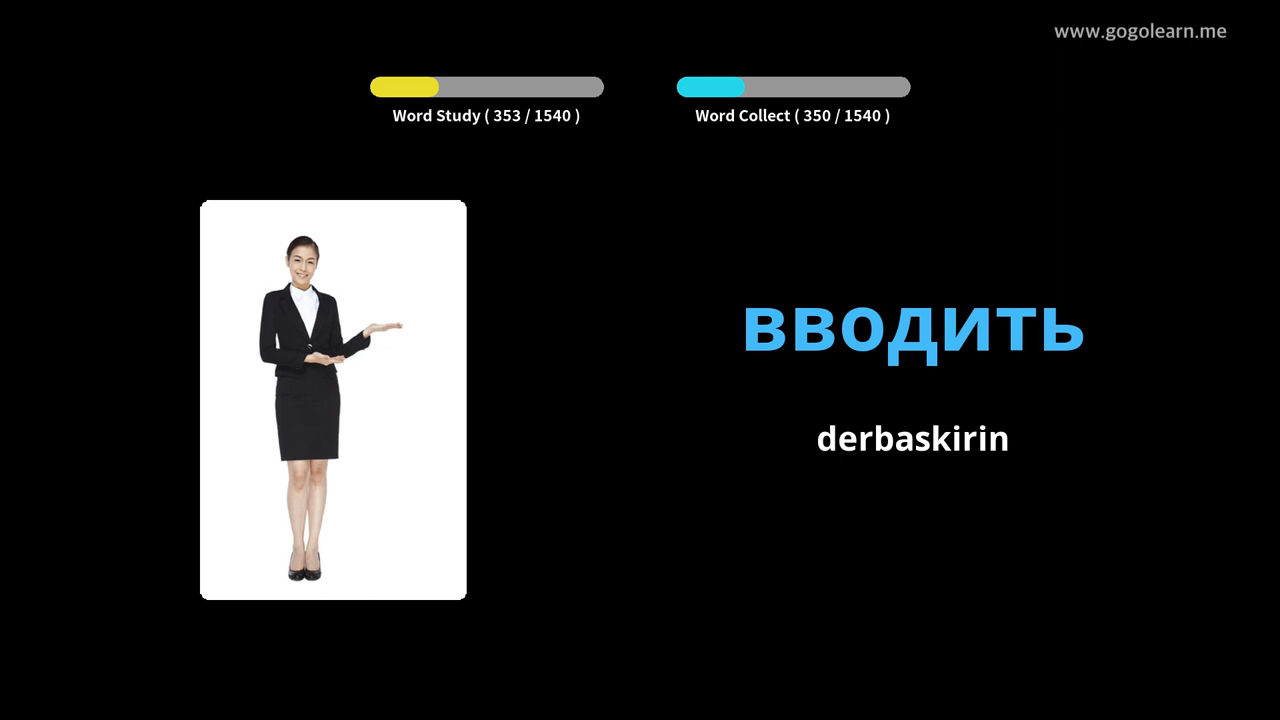 www.gogolearn.me
Word Study ( 353 / 1540 )
Word Collect ( 350 / 1540 )
вводить
derbaskirin